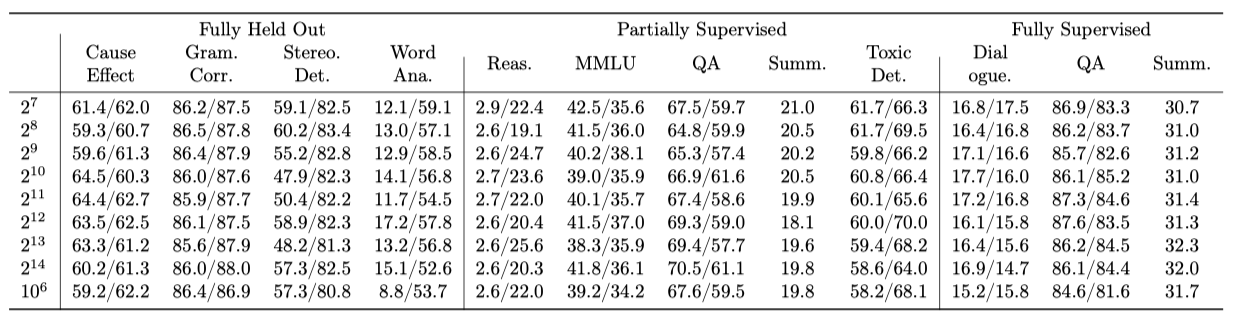 Fully Held Out Partially Supervised Fully Supervised
Cause Effect Gram. Corr. Stereo. Det. Word Ana. Reas. MMLU QA Summ. Toxic Det. Dial ogue. QA Summ.
2^7 61.4/62.0 86.2/87.5 59.1/82.5 12.1/59.1 2.9/22.4 42.5/35.6 67.5/59.7 21.0 61.7/66.3 16.8/17.5 86.9/83.3 30.7
2^8 59.3/60.7 86.5/87.8 60.2/83.4 13.0/57.1 2.6/19.1 41.5/36.0 64.8/59.9 20.5 61.7/69.5 16.4/16.8 86.2/83.7 31.0
2^9 59.6/61.3 86.4/87.9 55.2/82.8 12.9/58.5 2.6/24.7 40.2/38.1 65.3/57.4 20.2 59.8/66.2 17.1/16.6 85.7/82.6 31.2
2^10 64.5/60.3 86.0/87.6 47.9/82.3 14.1/56.8 2.7/23.6 39.0/35.9 66.9/61.6 20.5 60.8/66.4 17.7/16.0 86.1/85.2 31.0
2^11 64.4/62.7 85.9/87.7 50.4/82.2 11.7/54.5 2.7/22.0 40.1/35.7 67.4/58.6 19.9 60.1/65.6 17.2/16.8 87.3/84.6 31.4
2^12 63.5/62.5 86.1/87.5 58.9/82.3 17.2/57.8 2.6/20.4 41.5/37.0 69.3/59.0 18.1 60.0/70.0 16.1/15.8 87.6/83.5 31.3
2^13 63.3/61.2 85.6/87.9 48.2/81.3 13.2/56.8 2.6/25.6 38.3/35.9 69.4/57.7 19.6 59.4/68.2 16.4/15.6 86.2/84.5 32.3
2^14 60.2/61.3 86.0/88.0 57.3/82.5 15.1/52.6 2.6/20.3 41.8/36.1 70.5/61.1 19.8 58.6/64.0 16.9/14.7 86.1/84.4 32.0
10^6 59.2/62.2 86.4/86.9 57.3/80.8 8.8/53.7 2.6/22.0 39.2/34.2 67.6/59.5 19.8 58.2/68.1 15.2/15.8 84.6/81.6 31.7